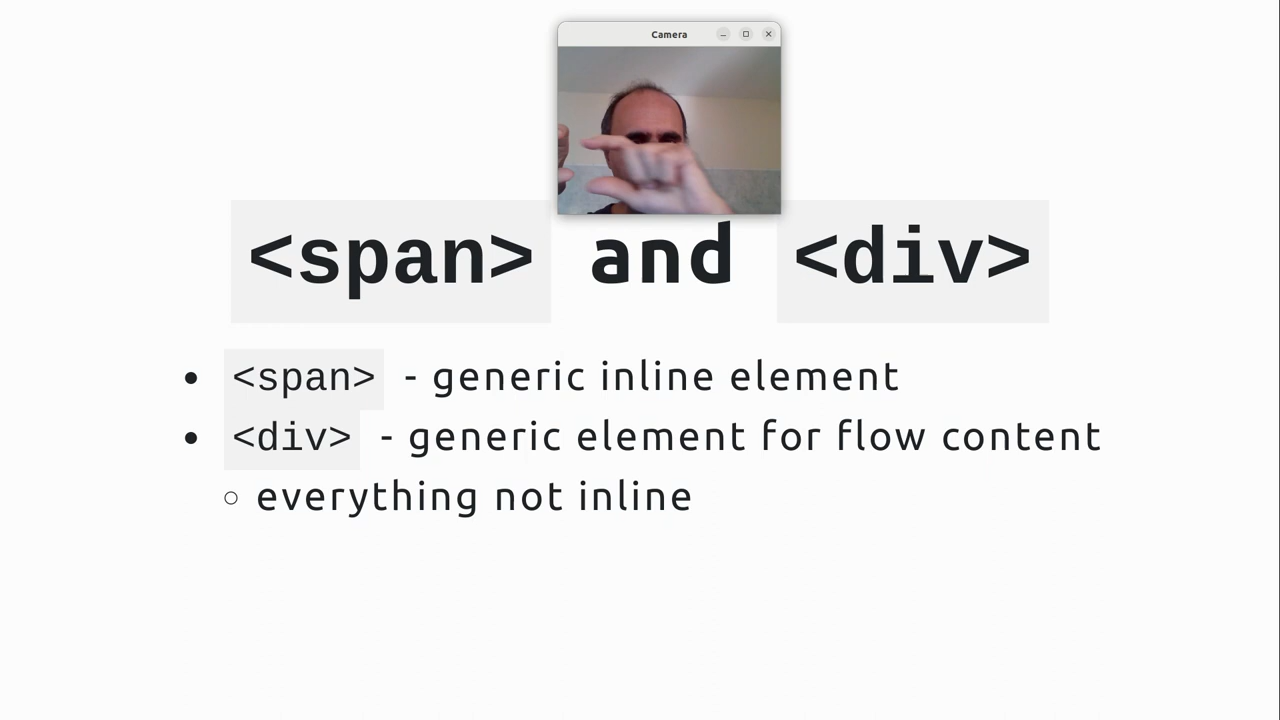 Camera
<span> and <div>
<span> - generic inline element
<div> - generic element for flow content
everything not inline